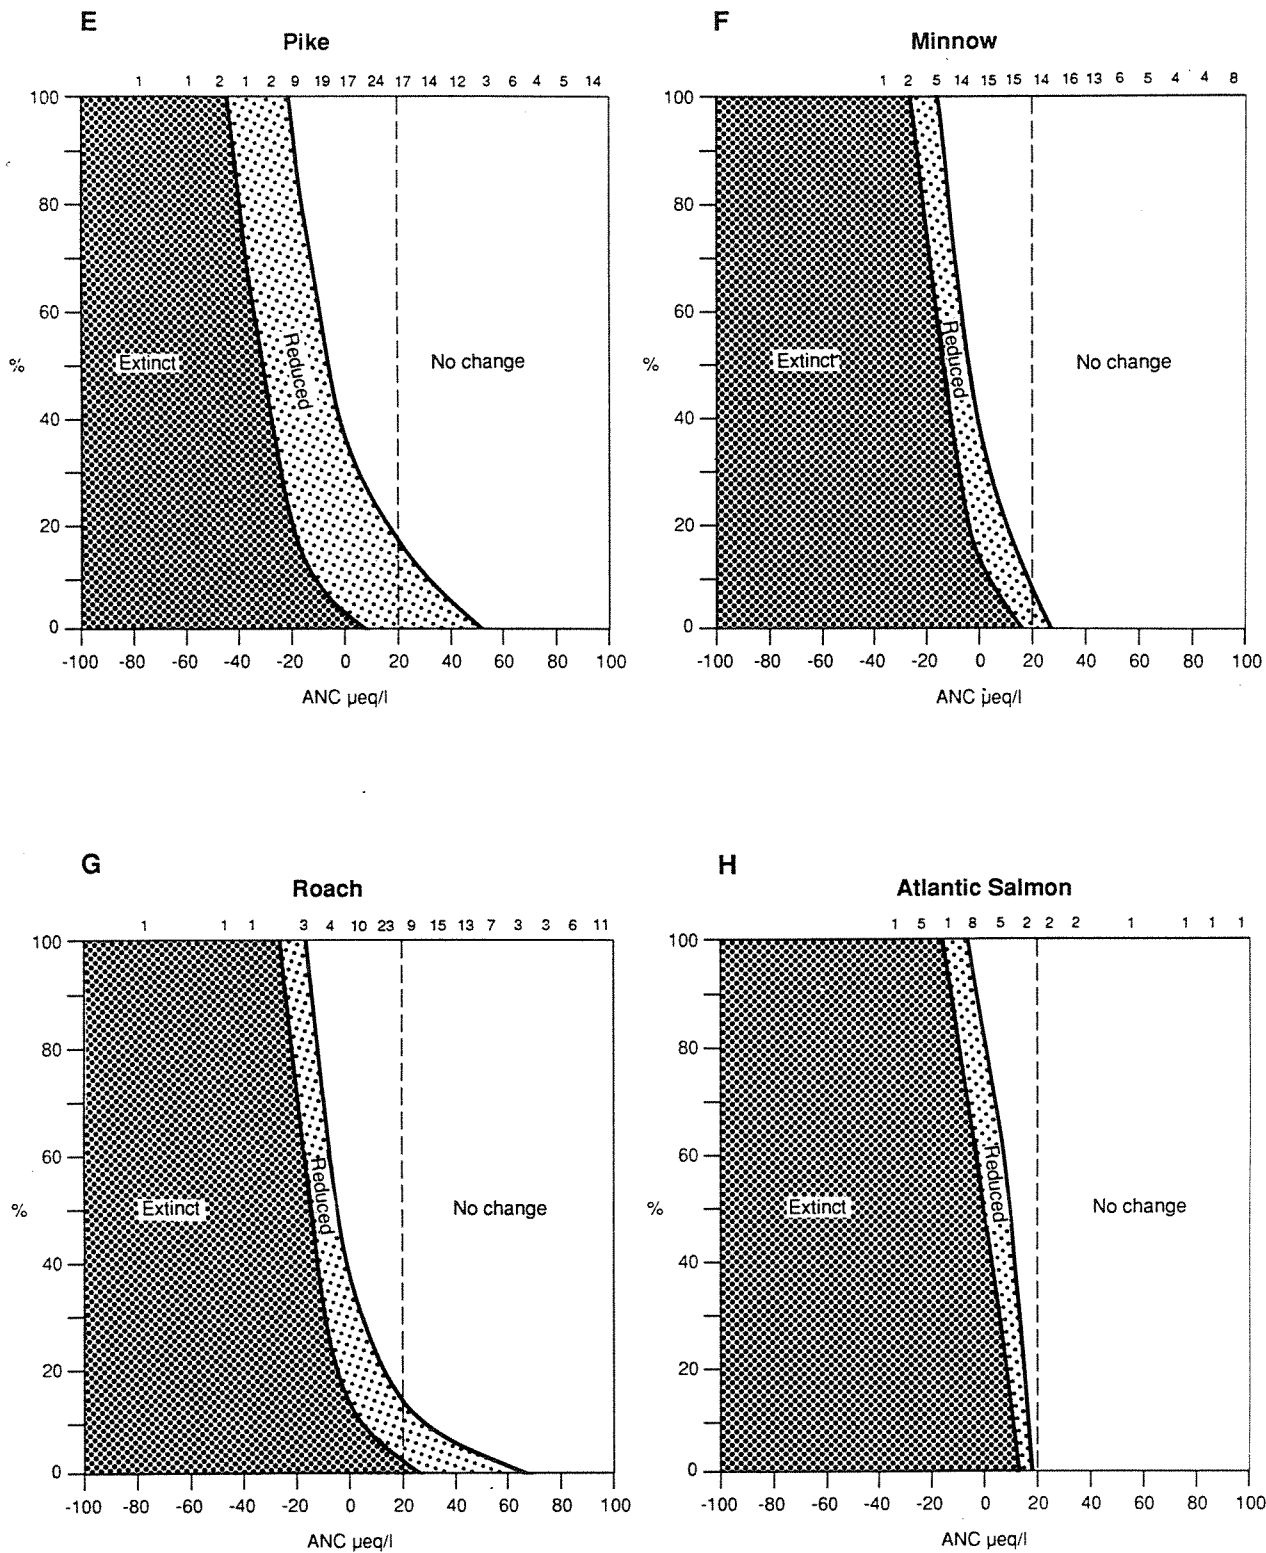 E
Pike
1 1 2 1 2 9 19 17 24 17 14 12 3 6 4 5 14
100
80
60
%
40
20
0
Extinct
Reduced
No change
-100 -80 -60 -40 -20 0 20 40 60 80 100
ANC µeq/l
F
Minnow
1 2 5 14 15 15 14 16 13 6 5 4 4 8
100
80
60
%
40
20
0
Extinct
Reduced
No change
-100 -80 -60 -40 -20 0 20 40 60 80 100
ANC µeq/l
G
Roach
1 1 1 3 4 10 23 9 15 13 7 3 3 6 11
100
80
60
%
40
20
0
Extinct
Reduced
No change
-100 -80 -60 -40 -20 0 20 40 60 80 100
ANC µeq/l
H
Atlantic Salmon
1 5 1 8 5 2 2 2 1 1 1 1
100
80
60
%
40
20
0
Extinct
Reduced
No change
-100 -80 -60 -40 -20 0 20 40 60 80 100
ANC µeq/l